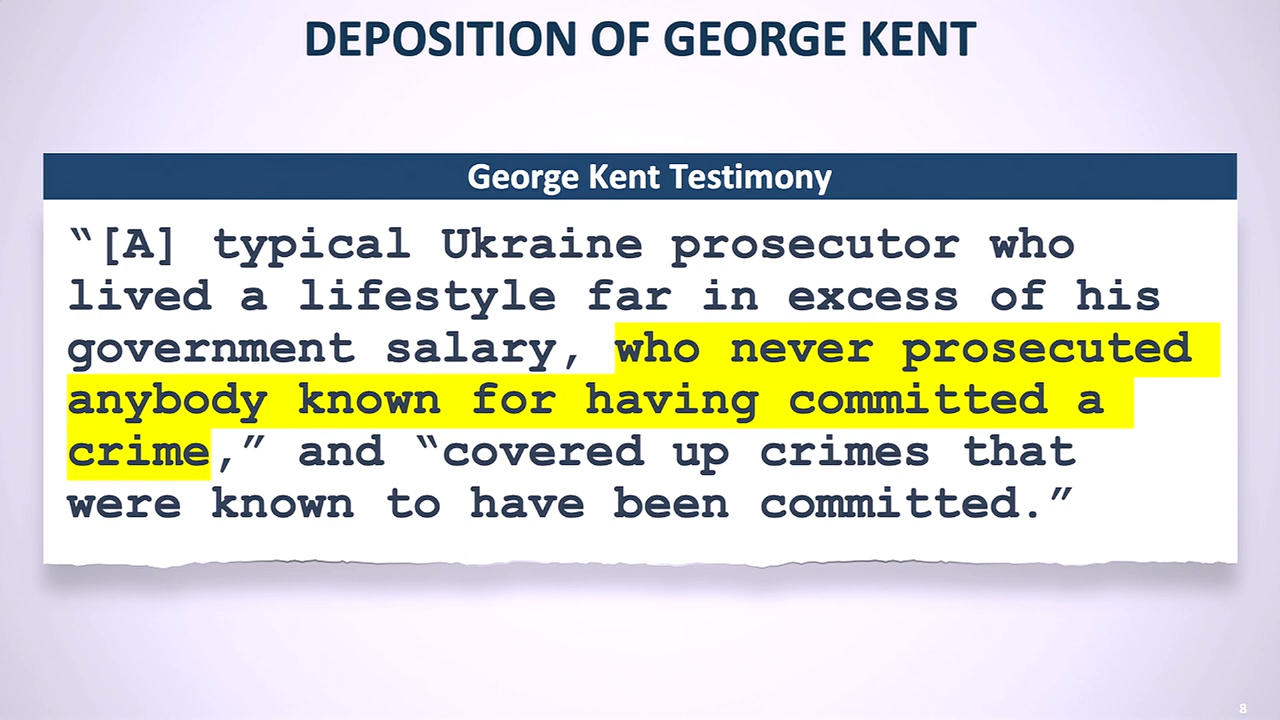 DEPOSITION OF GEORGE KENT
George Kent Testimony
“[A] typical Ukraine prosecutor who
lived a lifestyle far in excess of his
government salary, who never prosecuted
anybody known for having committed a
crime,” and “covered up crimes that
were known to have been committed.”
8